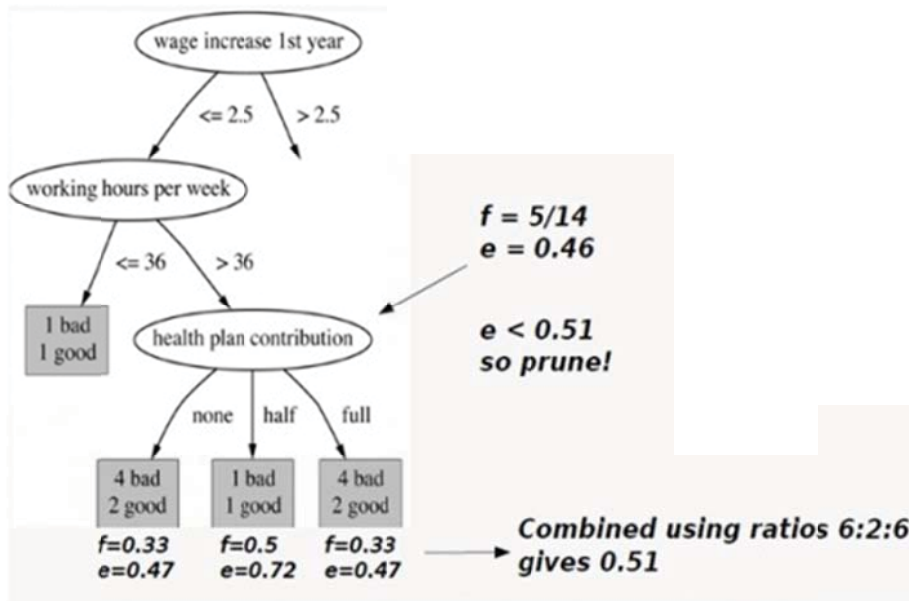 wage increase 1st year
<= 2.5
> 2.5
working hours per week
f = 5/14
e = 0.46
<= 36
> 36
1 bad
1 good
health plan contribution
e < 0.51
so prune!
none
half
full
4 bad
2 good
1 bad
1 good
4 bad
2 good
f=0.33
e=0.47
f=0.5
e=0.72
f=0.33
e=0.47
Combined using ratios 6:2:6
gives 0.51